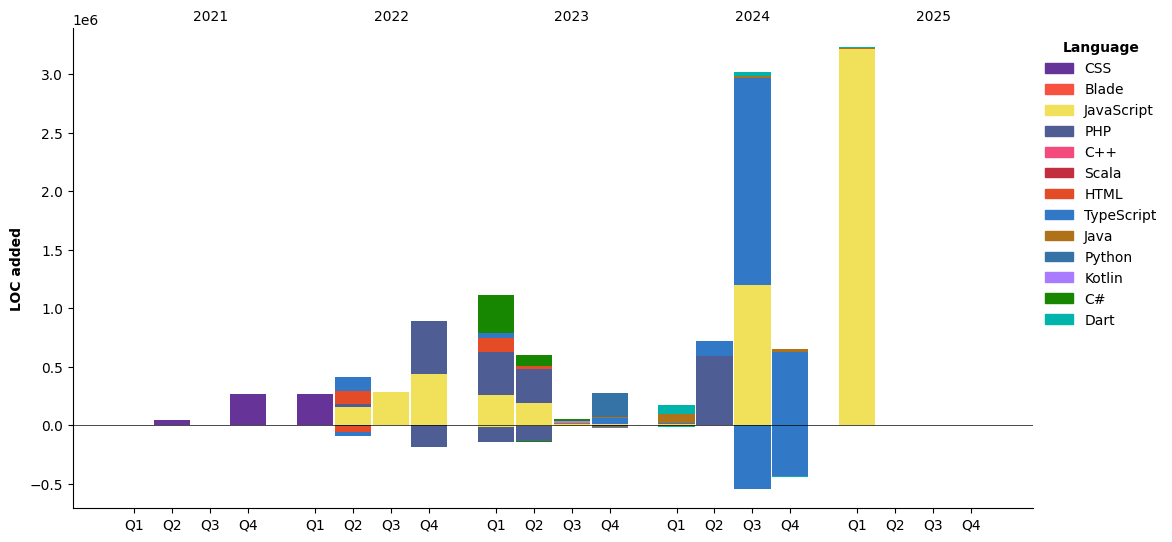 1e6
2021 2022 2023 2024 2025
Language
CSS
Blade
JavaScript
PHP
C++
Scala
HTML
TypeScript
Java
Python
Kotlin
C#
Dart
LOC added
3.0
2.5
2.0
1.5
1.0
0.5
0.0
−0.5
Q1 Q2 Q3 Q4 Q1 Q2 Q3 Q4 Q1 Q2 Q3 Q4 Q1 Q2 Q3 Q4 Q1 Q2 Q3 Q4